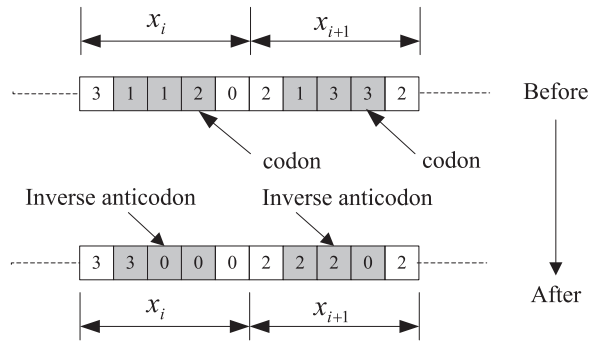 x_i x_{i+1}
3 1 1 2 0 2 1 3 3 2 Before
codon codon
Inverse anticodon Inverse anticodon
3 3 0 0 0 2 2 2 0 2
After
x_i x_{i+1}